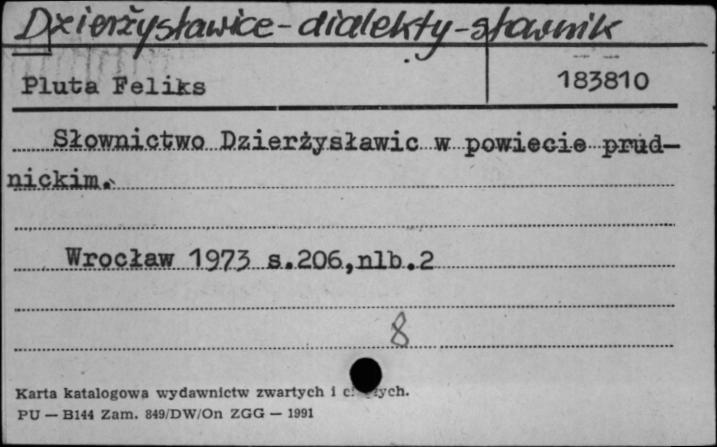 Dzierżysławice - dialekty - słownik
Pluta Feliks
183810
Słownictwo Dzierżysławic w powiecie prud-
nickim.
Wrocław 1973 s.206,nlb.2
8
Karta katalogowa wydawnictw zwartych i
PU — B144 Zam. 849/DW/On ZGG — 1991